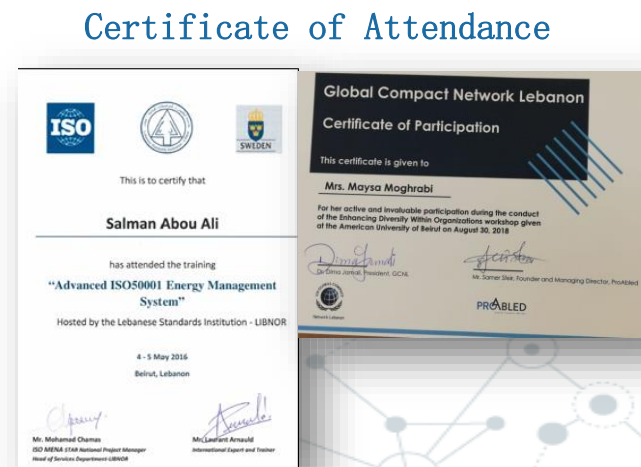 Certificate of Attendance
ISO
SWEDEN
This is to certify that
Salman Abou Ali
has attended the training
“Advanced ISO50001 Energy Management
System”
Hosted by the Lebanese Standards Institution - LIBNOR
4 - 5 May 2016
Beirut, Lebanon
Mr. Mohamad Chamas
ISO MENA STAR National Project Manager
Head of Services Department-LIBNOR
Mr. Laurant Arnauld
International Expert and Trainer
Global Compact Network Lebanon
Certificate of Participation
This certificate is given to
Mrs. Maysa Moghrabi
For her active and invaluable participation during the conduct
of the Enhancing Diversity Within Organizations workshop given
at the American University of Beirut on August 30, 2018
Dr. Dima Jamali, President, GCNL
Mr. Samer Sfeir, Founder and Managing Director, ProAbled
Network Lebanon
PROABLED